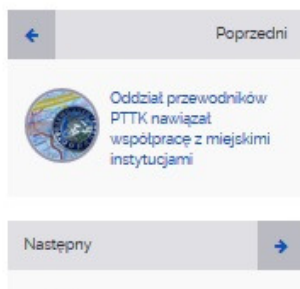 Poprzedni
Oddział przewodników
PTTK nawiązał
współpracę z miejskimi
instytucjami
Następny